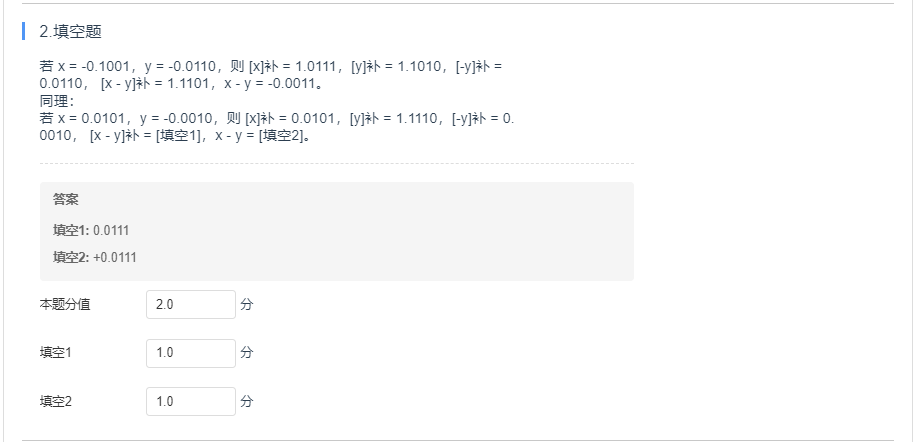 2.填空题
若 x = -0.1001，y = -0.0110，则 [x]补 = 1.0111，[y]补 = 1.1010，[-y]补 =
0.0110， [x - y]补 = 1.1101，x - y = -0.0011。
同理：
若 x = 0.0101，y = -0.0010，则 [x]补 = 0.0101，[y]补 = 1.1110，[-y]补 = 0.
0010， [x - y]补 = [填空1]，x - y = [填空2]。
答案
填空1: 0.0111
填空2: +0.0111
本题分值 2.0 分
填空1 1.0 分
填空2 1.0 分